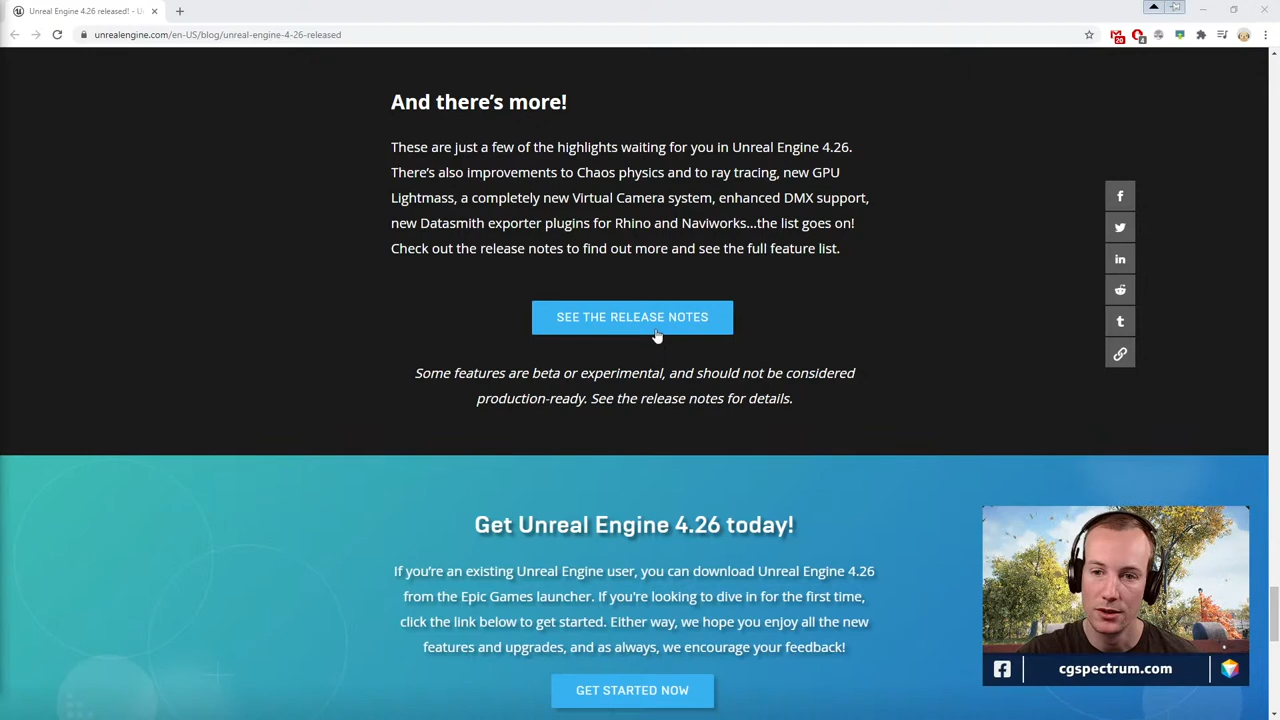 Unreal Engine 4.26 released! - U
unrealengine.com/en-US/blog/unreal-engine-4-26-released
20
4
And there's more!
These are just a few of the highlights waiting for you in Unreal Engine 4.26.
There's also improvements to Chaos physics and to ray tracing, new GPU
Lightmass, a completely new Virtual Camera system, enhanced DMX support,
new Datasmith exporter plugins for Rhino and Naviworks...the list goes on!
Check out the release notes to find out more and see the full feature list.
SEE THE RELEASE NOTES
Some features are beta or experimental, and should not be considered
production-ready. See the release notes for details.
Get Unreal Engine 4.26 today!
If you're an existing Unreal Engine user, you can download Unreal Engine 4.26
from the Epic Games launcher. If you're looking to dive in for the first time,
click the link below to get started. Either way, we hope you enjoy all the new
features and upgrades, and as always, we encourage your feedback!
GET STARTED NOW
cgspectrum.com